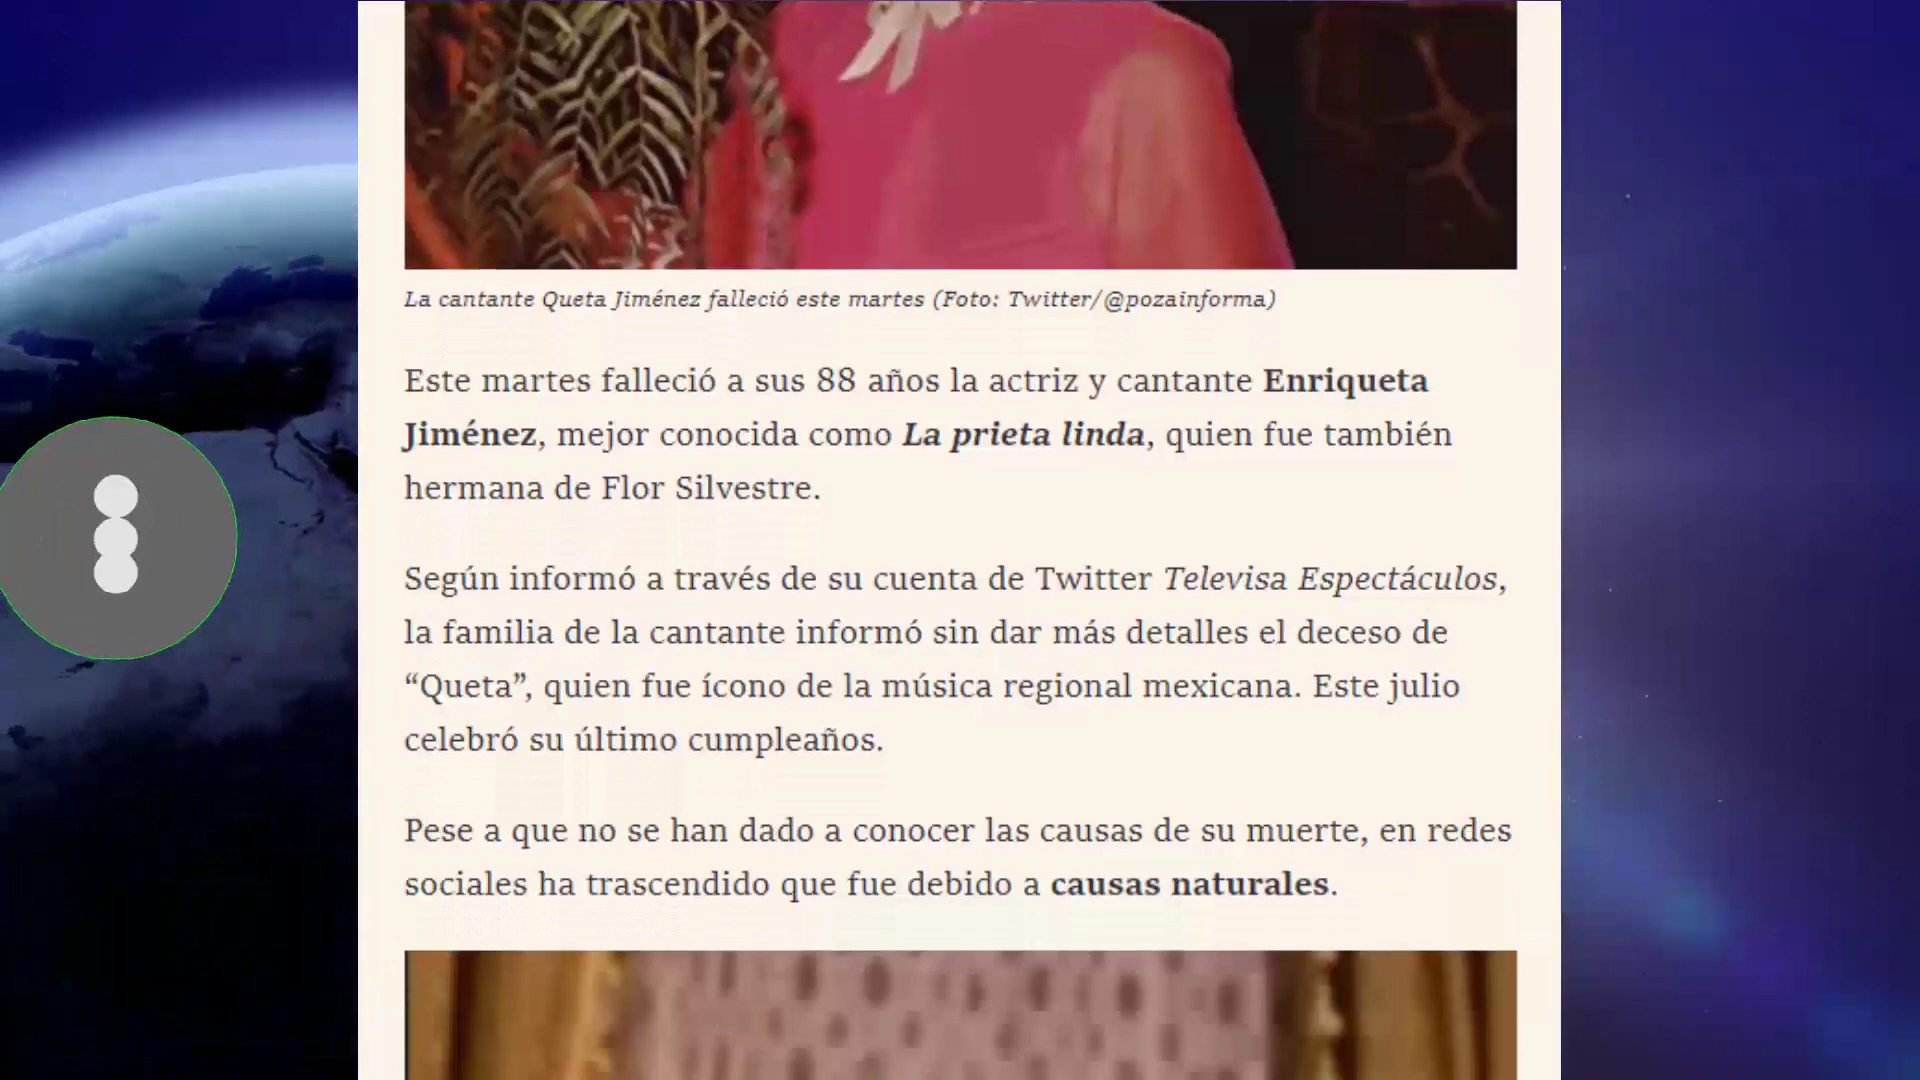 La cantante Queta Jiménez falleció este martes (Foto: Twitter/@pozainforma)
Este martes falleció a sus 88 años la actriz y cantante Enriqueta
Jiménez, mejor conocida como La prieta linda, quien fue también
hermana de Flor Silvestre.
Según informó a través de su cuenta de Twitter Televisa Espectáculos,
la familia de la cantante informó sin dar más detalles el deceso de
“Queta”, quien fue ícono de la música regional mexicana. Este julio
celebró su último cumpleaños.
Pese a que no se han dado a conocer las causas de su muerte, en redes
sociales ha trascendido que fue debido a causas naturales.